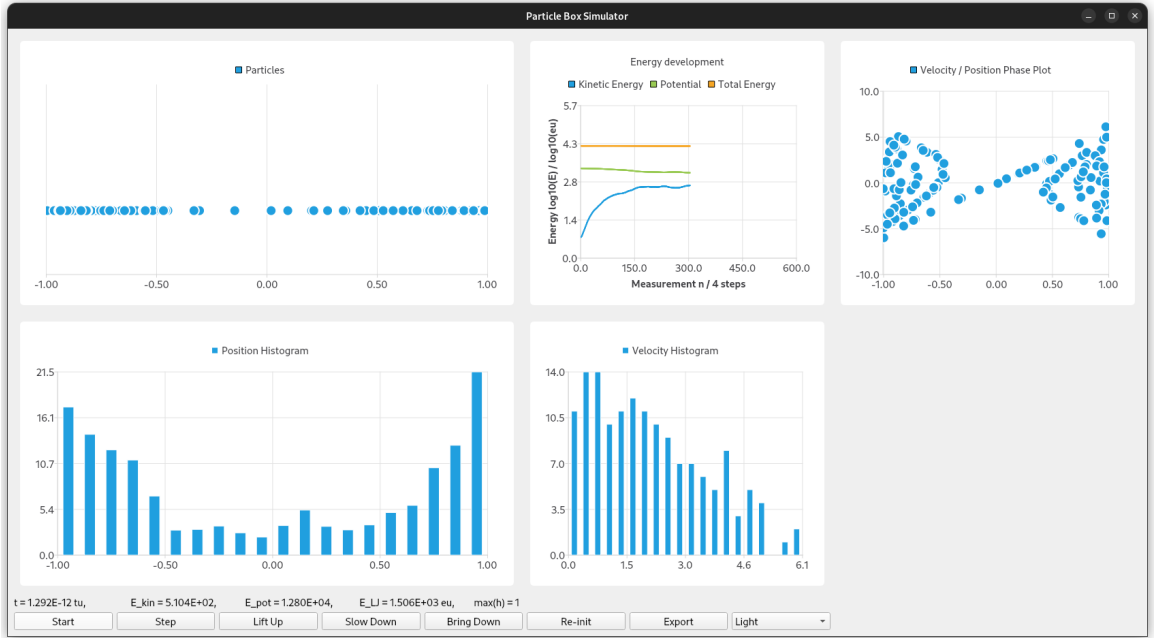 Particle Box Simulator
Particles
-1.00 -0.50 0.00 0.50 1.00
Energy development
Kinetic Energy Potential Total Energy
5.7
4.3
2.8
1.4
0.0
Energy log10(E) / log10(eu)
0.0 150.0 300.0 450.0 600.0
Measurement n / 4 steps
Velocity / Position Phase Plot
10.0
5.0
0.0
-5.0
-10.0
-1.00 -0.50 0.00 0.50 1.00
Position Histogram
21.5
16.1
10.7
5.4
0.0
-1.00 -0.50 0.00 0.50 1.00
Velocity Histogram
14.0
10.5
7.0
3.5
0.0
0.0 1.5 3.0 4.6 6.1
t = 1.292E-12 tu, E_kin = 5.104E+02, E_pot = 1.280E+04, E_LJ = 1.506E+03 eu, max(h) = 1
Start Step Lift Up Slow Down Bring Down Re-init Export Light